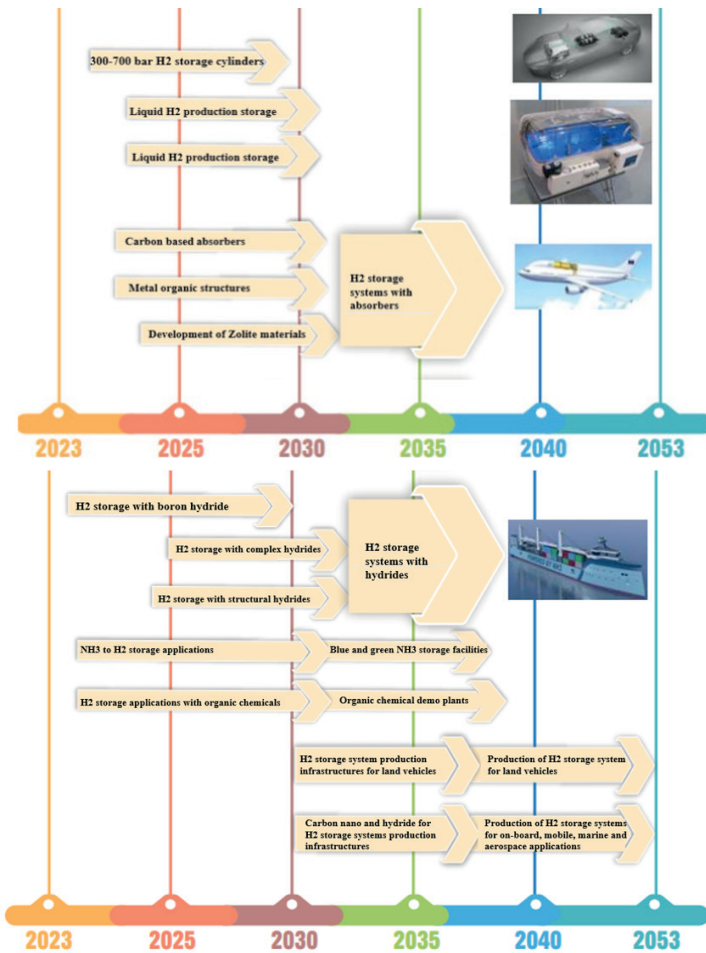 300-700 bar H2 storage cylinders
Liquid H2 production storage
Liquid H2 production storage
Carbon based absorbers
Metal organic structures
Development of Zolite materials
H2 storage
systems with
absorbers
2023 2025 2030 2035 2040 2053
H2 storage with boron hydride
H2 storage with complex hydrides
H2 storage with structural hydrides
H2 storage
systems with
hydrides
NH3 to H2 storage applications
Blue and green NH3 storage
facilities
H2 storage applications with organic chemicals
Organic chemical demo plants
H2 storage system production
infrastructures for land vehicles
Production of H2 storage system
for land vehicles
Carbon nano and hydride for
H2 storage systems production
infrastructures
Production of H2 storage systems
for on-board, mobile, marine and
aerospace applications
2023 2025 2030 2035 2040 2053